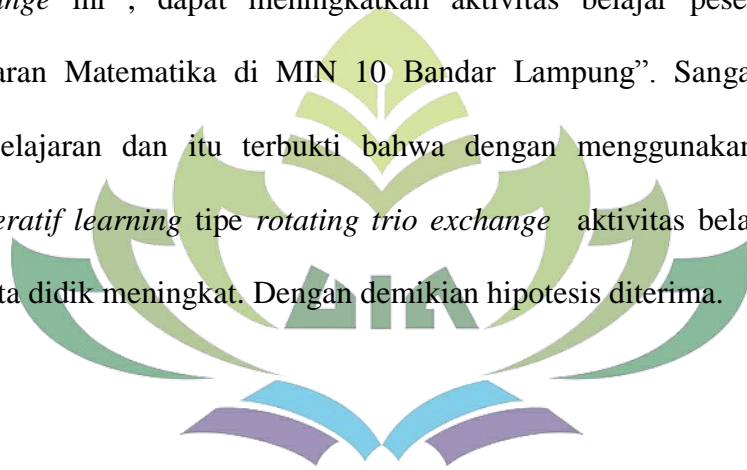 nge ini , dapat meningkatkan aktivitas belajar pese
aran Matematika di MIN 10 Bandar Lampung”. Sanga
elajaran dan itu terbukti bahwa dengan menggunakan
eratif learning tipe rotating trio exchange aktivitas bela
ta didik meningkat. Dengan demikian hipotesis diterima.